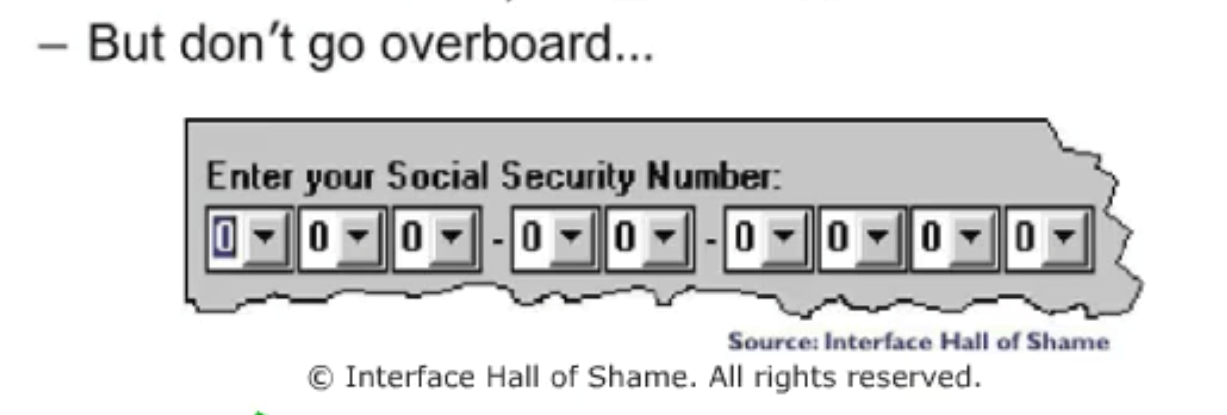 – But don't go overboard...
Enter your Social Security Number:
0 0 0 - 0 0 - 0 0 0 0
Source: Interface Hall of Shame
© Interface Hall of Shame. All rights reserved.